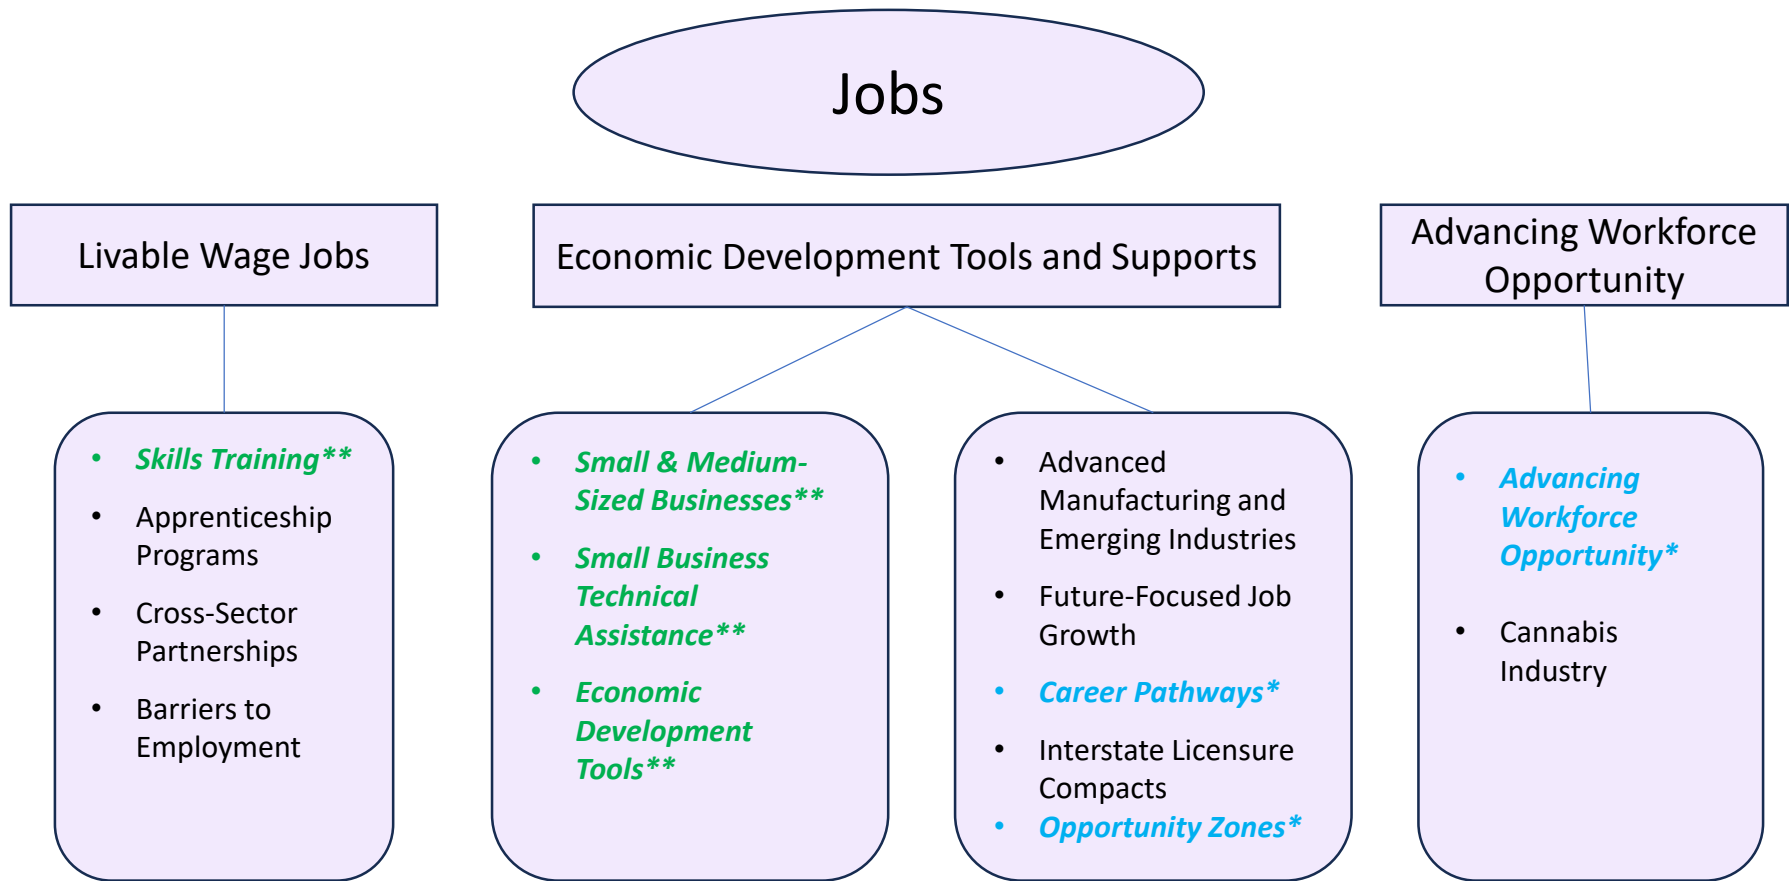 Jobs
Livable Wage Jobs
Economic Development Tools and Supports
Advancing Workforce
Opportunity
• Skills Training**
• Apprenticeship
Programs
• Cross-Sector
Partnerships
• Barriers to
Employment
• Small & Medium-
Sized Businesses**
• Small Business
Technical
Assistance**
• Economic
Development
Tools**
• Advanced
Manufacturing and
Emerging Industries
• Future-Focused Job
Growth
• Career Pathways*
• Interstate Licensure
Compacts
• Opportunity Zones*
• Advancing
Workforce
Opportunity*
• Cannabis
Industry